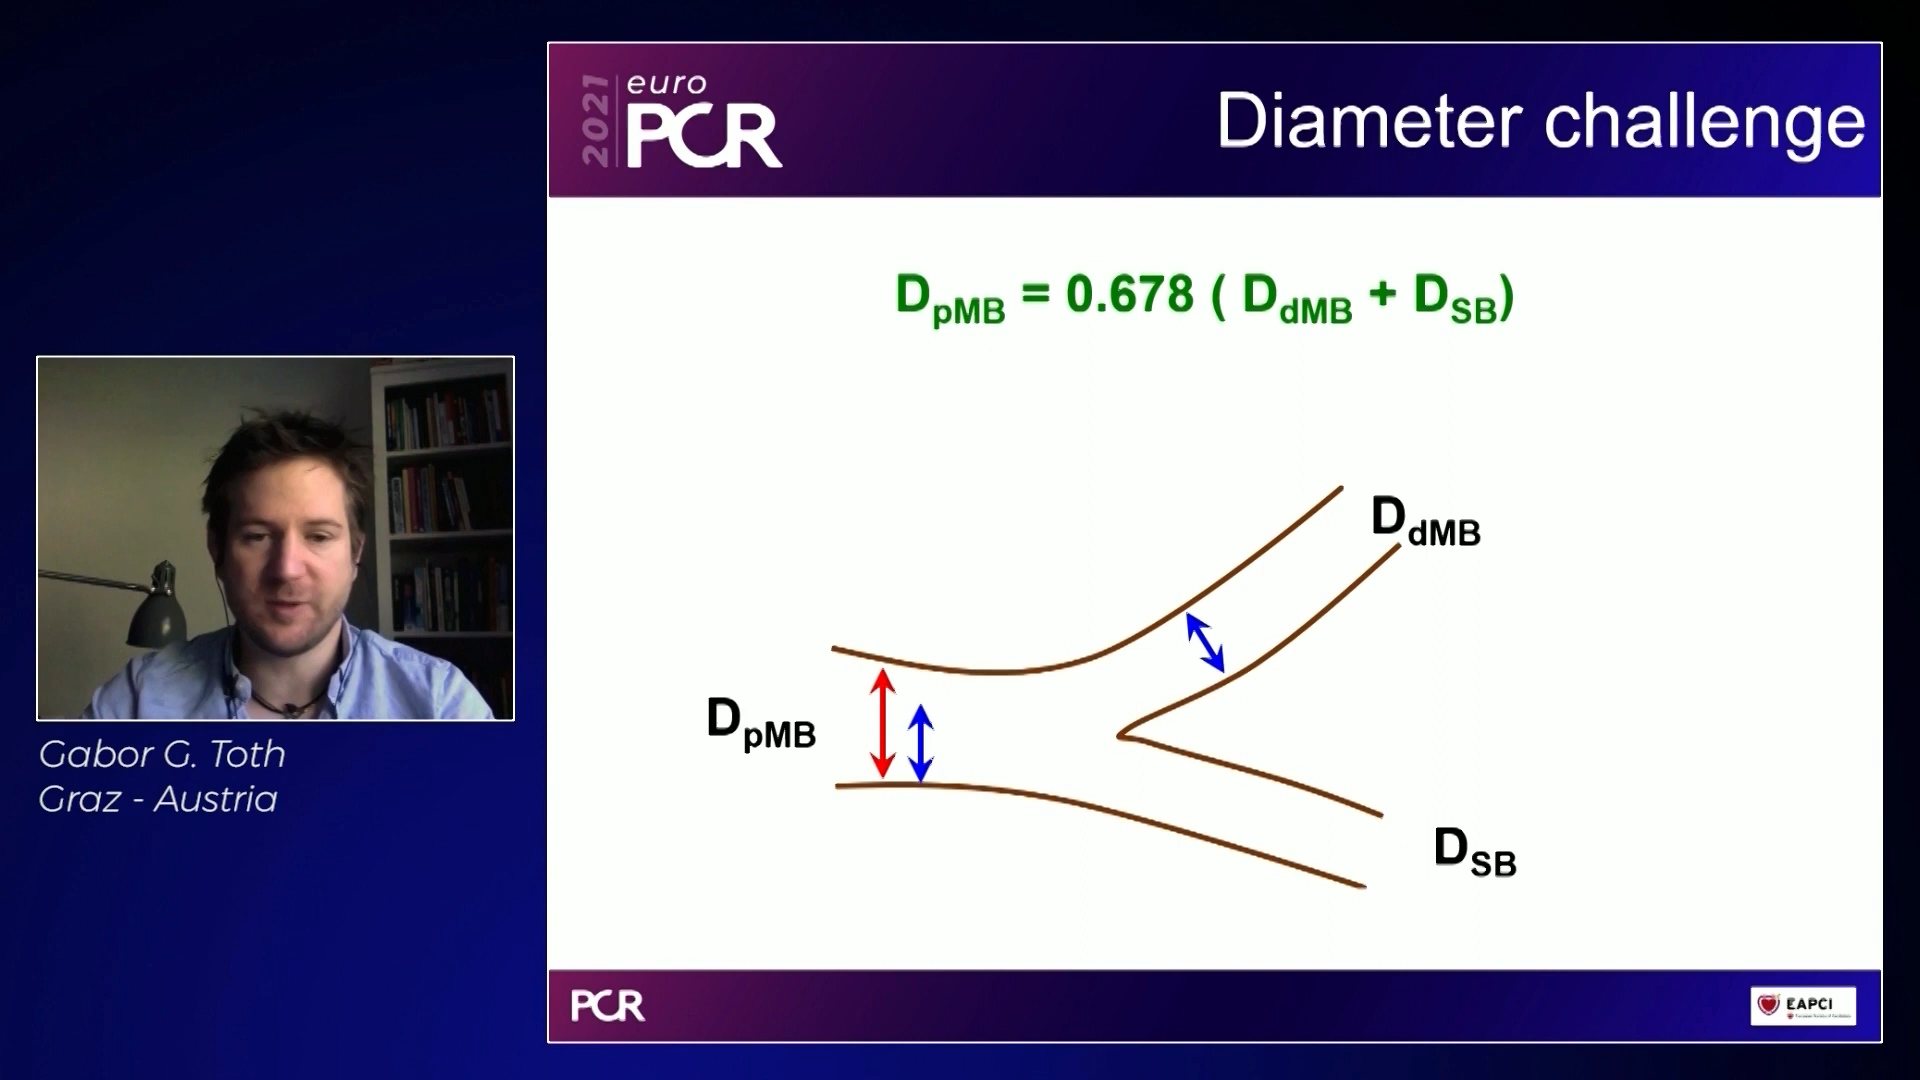 2021
euro
PCR
Diameter challenge
DpMB = 0.678 ( DdMB + DSB)
DdMB
DpMB
DSB
Gabor G. Toth
Graz - Austria
PCR
EAPCI